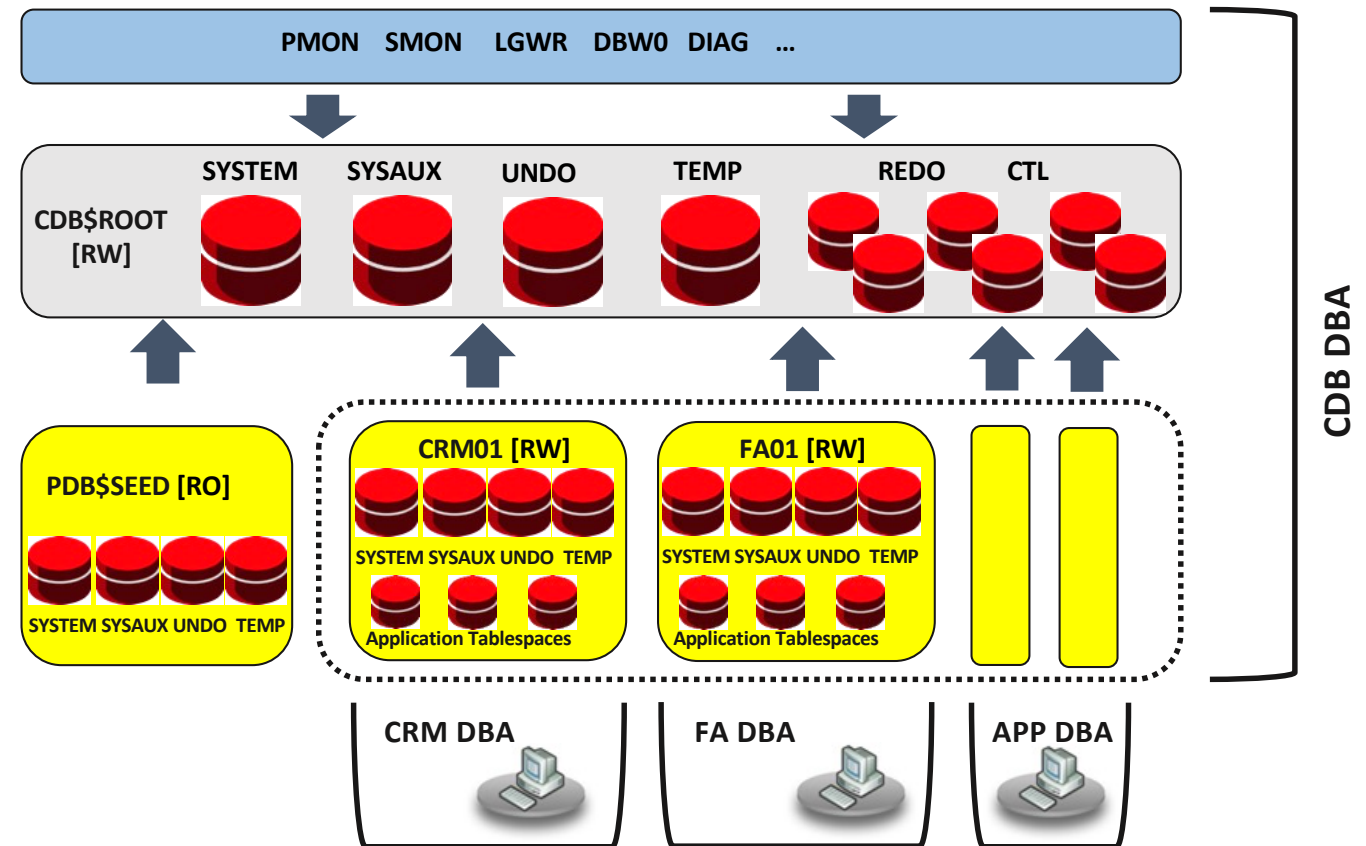 PMON SMON LGWR DBW0 DIAG ...
SYSTEM SYSAUX UNDO TEMP REDO CTL
CDB$ROOT
[RW]
CDB DBA
PDB$SEED [RO]
SYSTEM SYSAUX UNDO TEMP
CRM01 [RW]
SYSTEM SYSAUX UNDO TEMP
Application Tablespaces
FA01 [RW]
SYSTEM SYSAUX UNDO TEMP
Application Tablespaces
CRM DBA
FA DBA
APP DBA